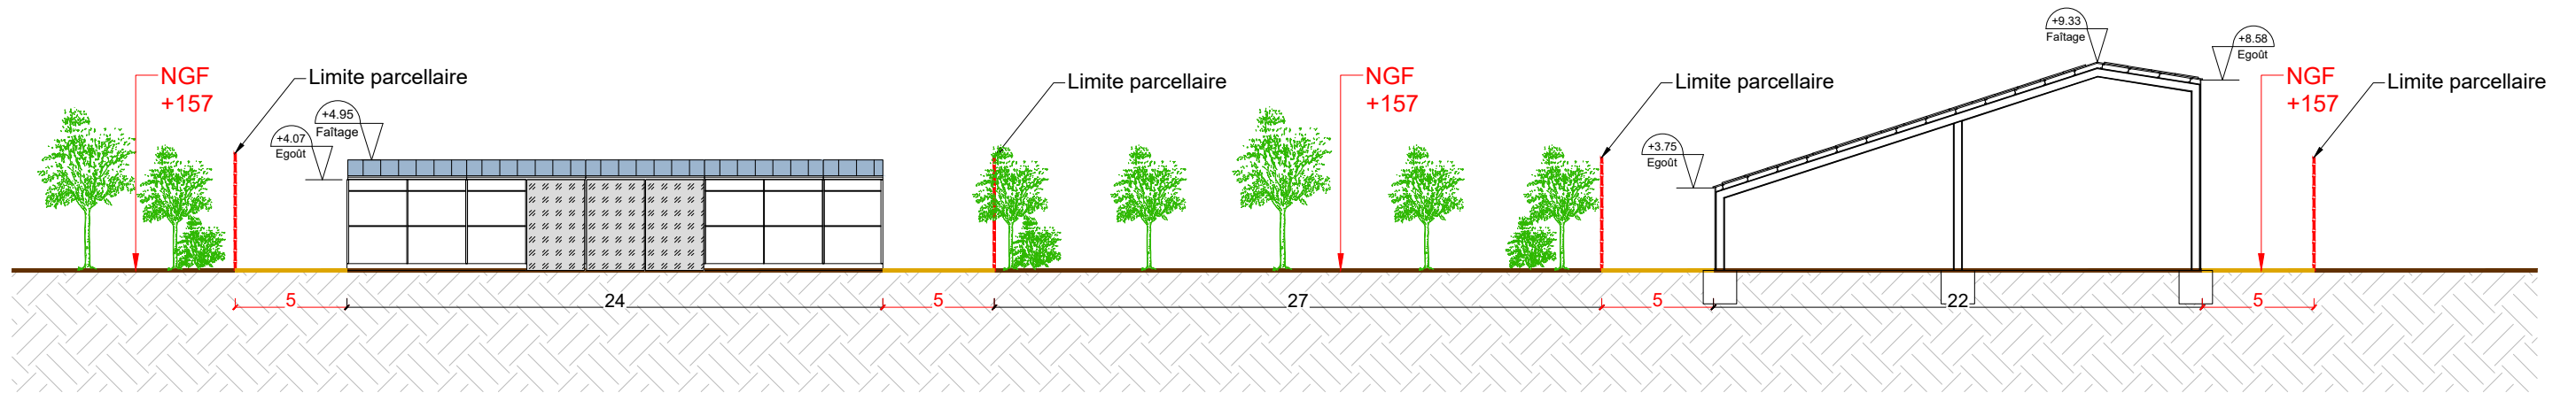 NGF
+157
Limite parcellaire
+4.95
Faîtage
+4.07
Egoût
Limite parcellaire
NGF
+157
Limite parcellaire
+3.75
Egoût
+9.33
Faîtage
+8.58
Egoût
NGF
+157
Limite parcellaire
5
24
5
27
5
22
5